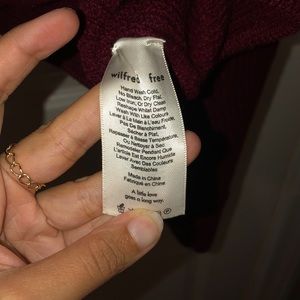 wilfred free
Hand Wash Cold,
No Bleach, Dry Flat,
Low Iron, Or Dry Clean
Reshape Whilst Damp
Wash With Like Colours
Laver À La Main À L'eau Froide,
Pas De Blanchiment,
Sécher À Plat,
Repasser À Basse Température,
Ou Nettoyer À Sec
Remodeler Pendant Que
L'article Est Encore Humide
Laver Avec Des Couleurs
Semblables
Made in China
Fabriqué en Chine
A little love
goes a long way.